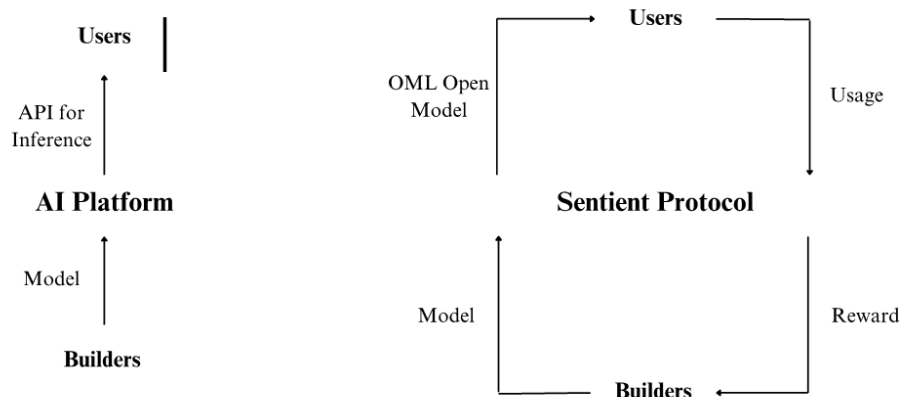 Users
API for
Inference
AI Platform
Model
Builders
Users
OML Open
Model
Usage
Sentient Protocol
Model
Reward
Builders